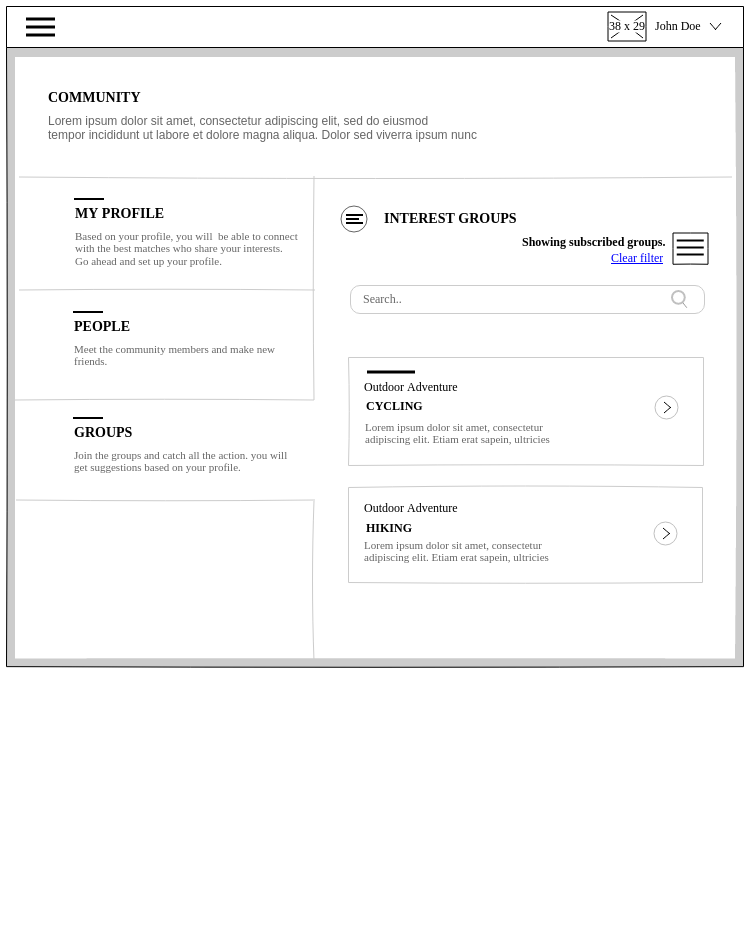 38 x 29 John Doe
COMMUNITY
Lorem ipsum dolor sit amet, consectetur adipiscing elit, sed do eiusmod
tempor incididunt ut labore et dolore magna aliqua. Dolor sed viverra ipsum nunc
MY PROFILE
Based on your profile, you will  be able to connect
with the best matches who share your interests.
Go ahead and set up your profile.
PEOPLE
Meet the community members and make new
friends.
GROUPS
Join the groups and catch all the action. you will
get suggestions based on your profile.
INTEREST GROUPS
Showing subscribed groups.
Clear filter
Search..
Outdoor Adventure
CYCLING
Lorem ipsum dolor sit amet, consectetur
adipiscing elit. Etiam erat sapein, ultricies
Outdoor Adventure
HIKING
Lorem ipsum dolor sit amet, consectetur
adipiscing elit. Etiam erat sapein, ultricies